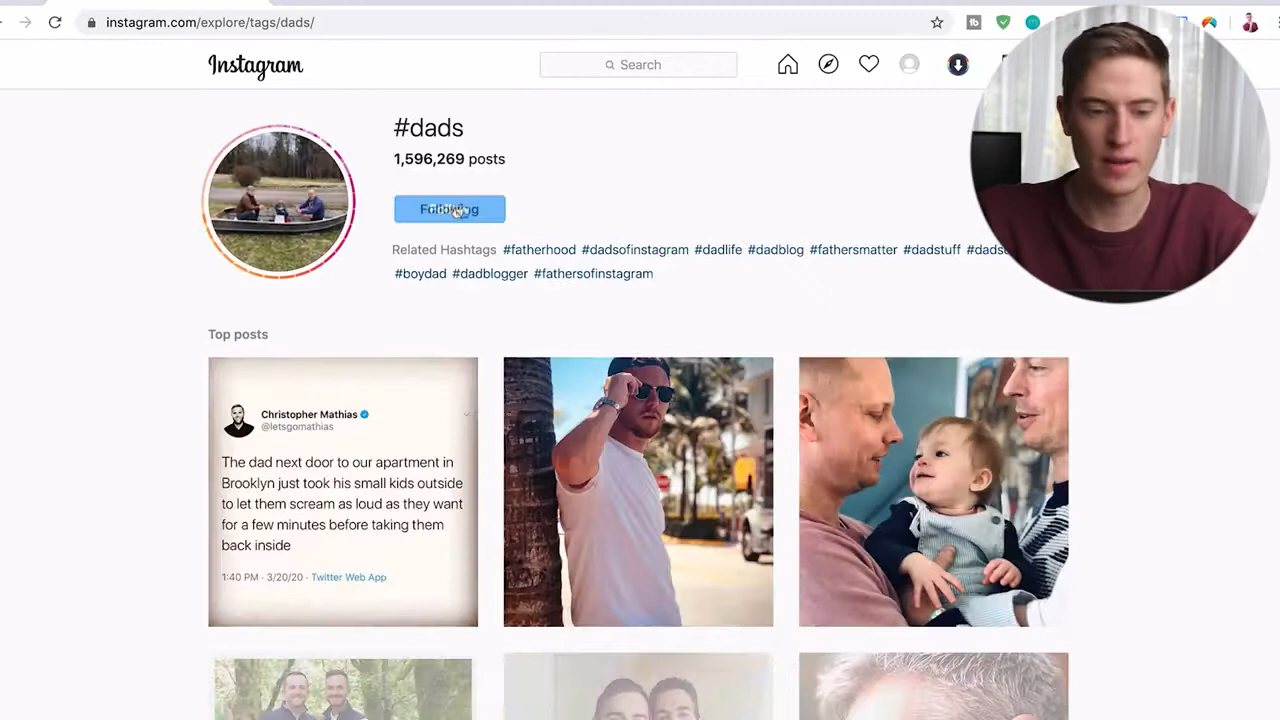 instagram.com/explore/tags/dads/
Instagram
Search
#dads
1,596,269 posts
Following
Related Hashtags #fatherhood #dadsofinstagram #dadlife #dadblog #fathersmatter #dadstuff
#boydad #dadblogger #fathersofinstagram
Top posts
Christopher Mathias
@letsgomathias
The dad next door to our apartment in
Brooklyn just took his small kids outside
to let them scream as loud as they want
for a few minutes before taking them
back inside
1:40 PM · 3/20/20 · Twitter Web App